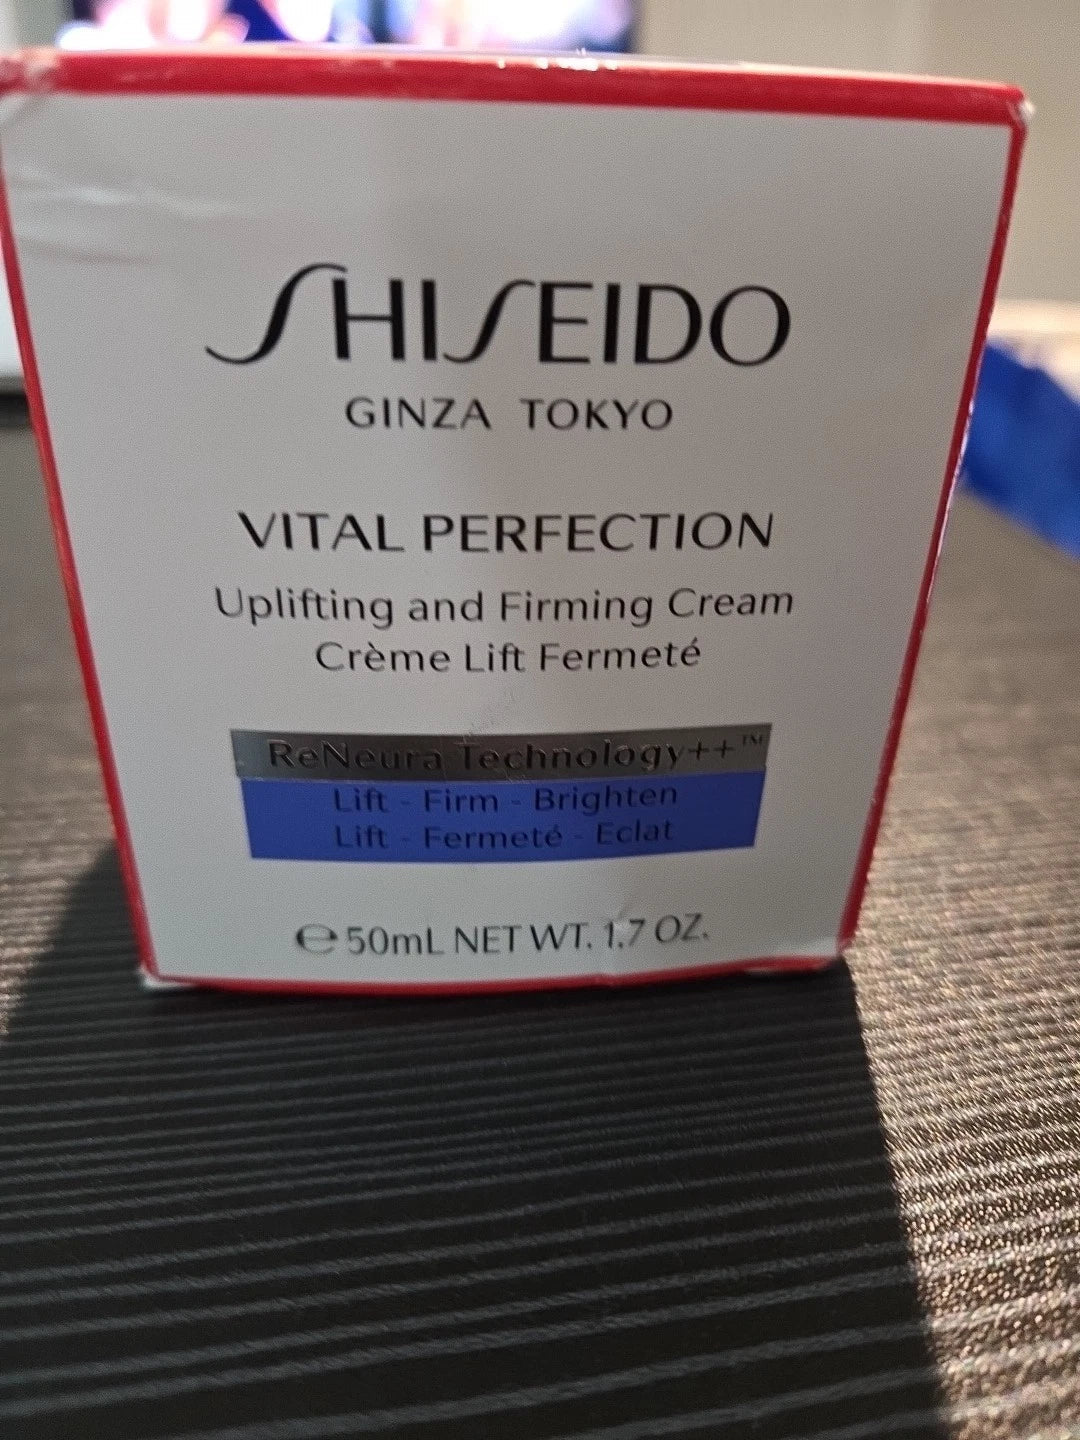 SHISEIDO
GINZA TOKYO
VITAL PERFECTION
Uplifting and Firming Cream
Crème Lift Fermeté
ReNeura Technology++™
Lift - Firm - Brighten
Lift - Fermeté - Eclat
℮50mL NET WT. 1.7 OZ.